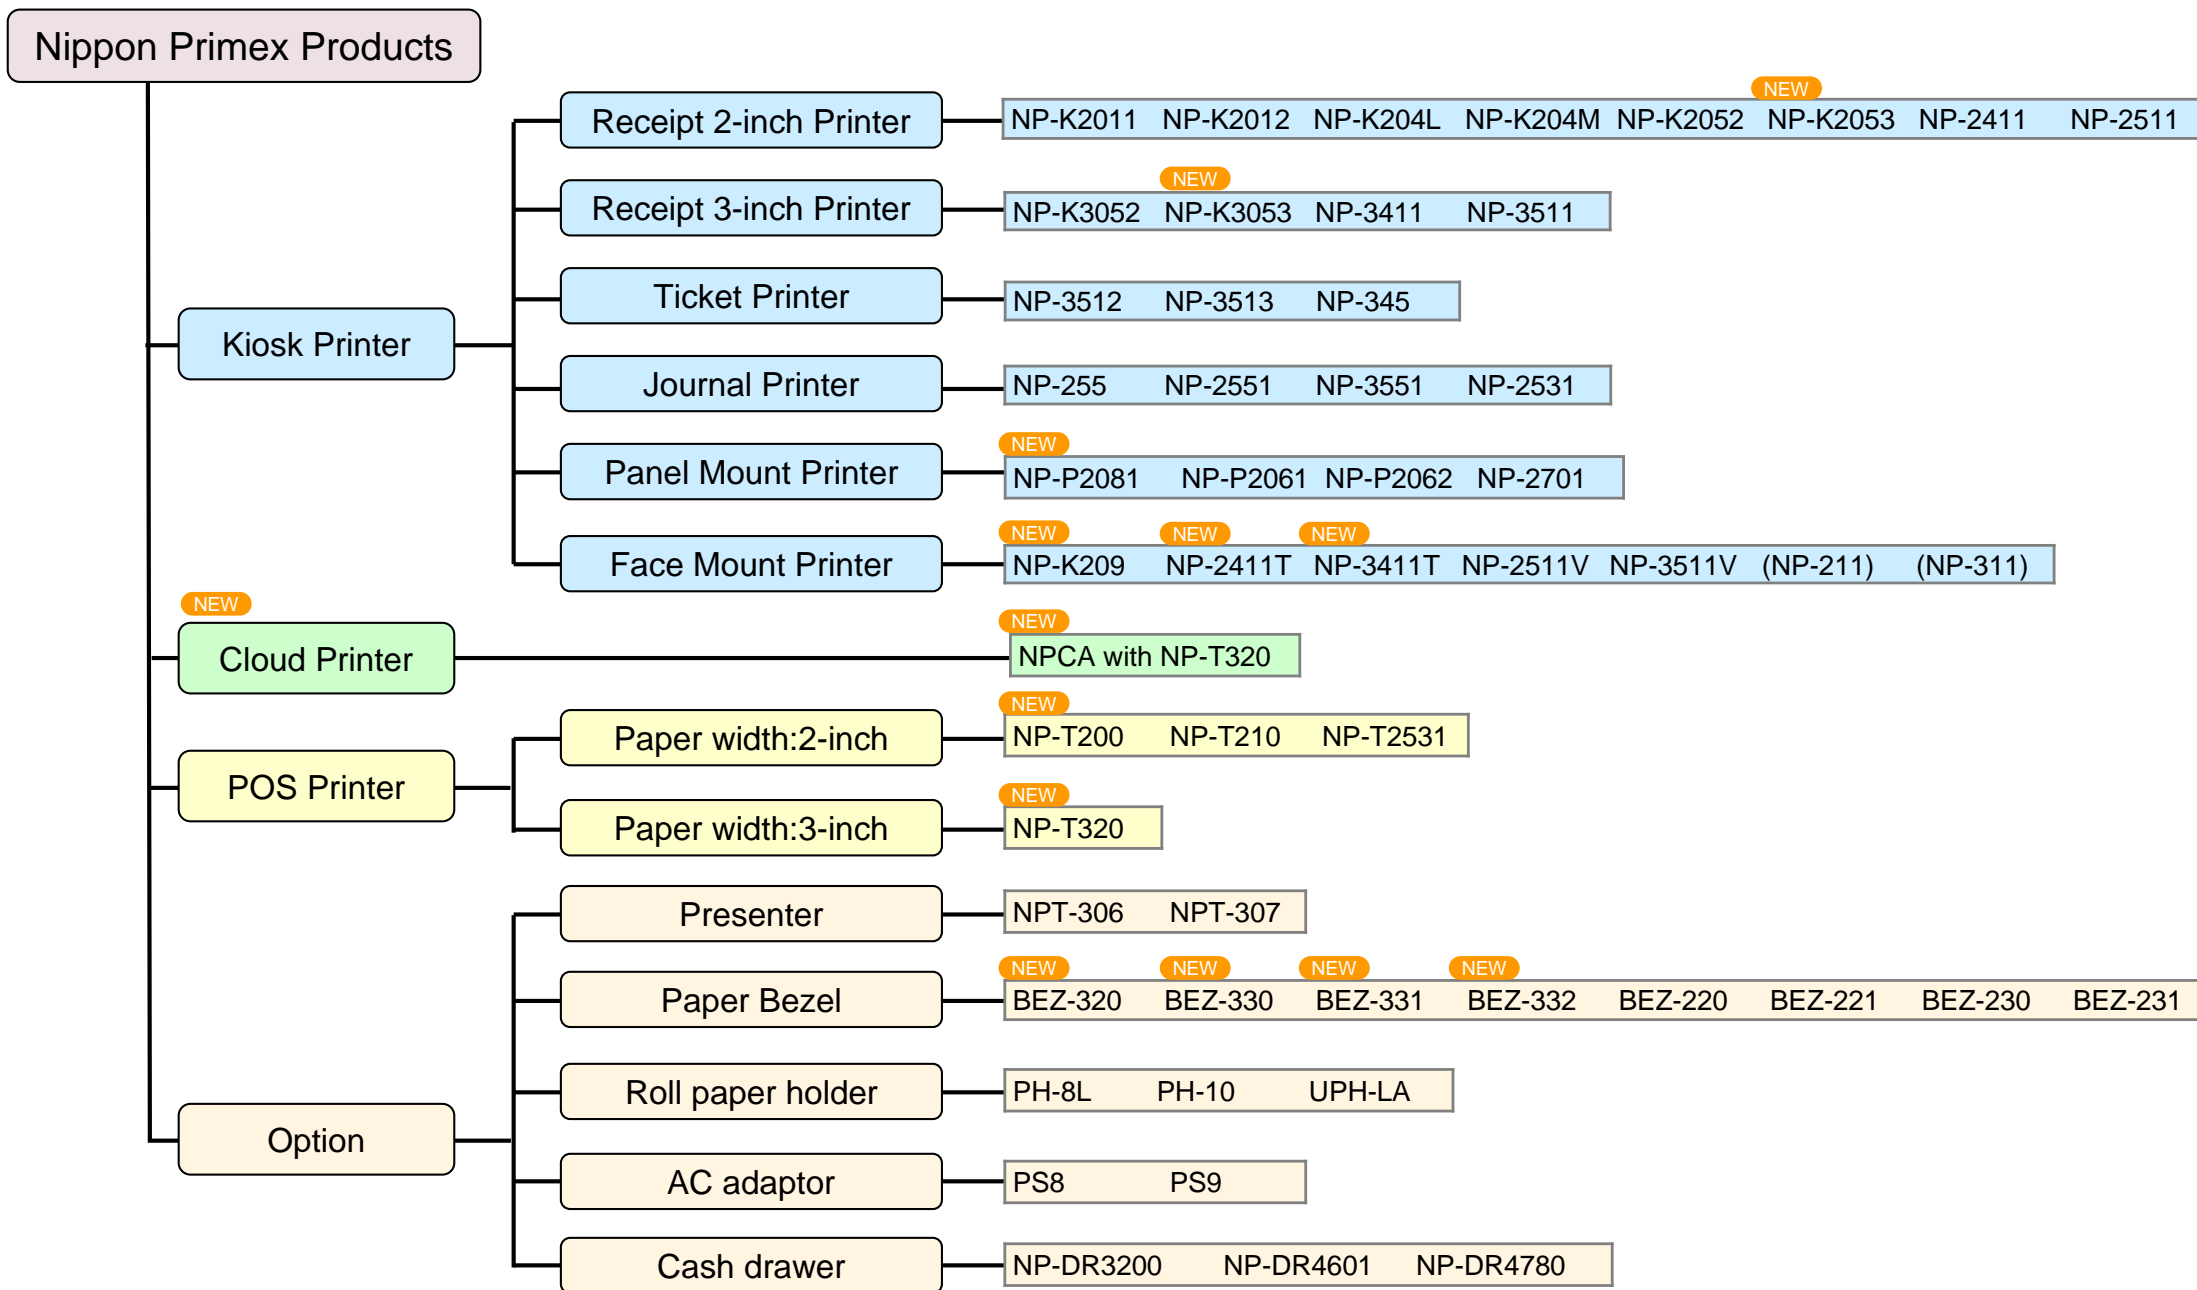 Nippon Primex Products
NEW
Receipt 2-inch Printer NP-K2011 NP-K2012 NP-K204L NP-K204M NP-K2052 NP-K2053 NP-2411 NP-2511
NEW
Receipt 3-inch Printer NP-K3052 NP-K3053 NP-3411 NP-3511
Ticket Printer NP-3512 NP-3513 NP-345
Kiosk Printer
Journal Printer NP-255 NP-2551 NP-3551 NP-2531
NEW
Panel Mount Printer NP-P2081 NP-P2061 NP-P2062 NP-2701
NEW NEW NEW
Face Mount Printer NP-K209 NP-2411T NP-3411T NP-2511V NP-3511V (NP-211) (NP-311)
NEW NEW
Cloud Printer NPCA with NP-T320
NEW
Paper width:2-inch NP-T200 NP-T210 NP-T2531
POS Printer
NEW
Paper width:3-inch NP-T320
Presenter NPT-306 NPT-307
NEW NEW NEW NEW
Paper Bezel BEZ-320 BEZ-330 BEZ-331 BEZ-332 BEZ-220 BEZ-221 BEZ-230 BEZ-231
Roll paper holder PH-8L PH-10 UPH-LA
Option
AC adaptor PS8 PS9
Cash drawer NP-DR3200 NP-DR4601 NP-DR4780